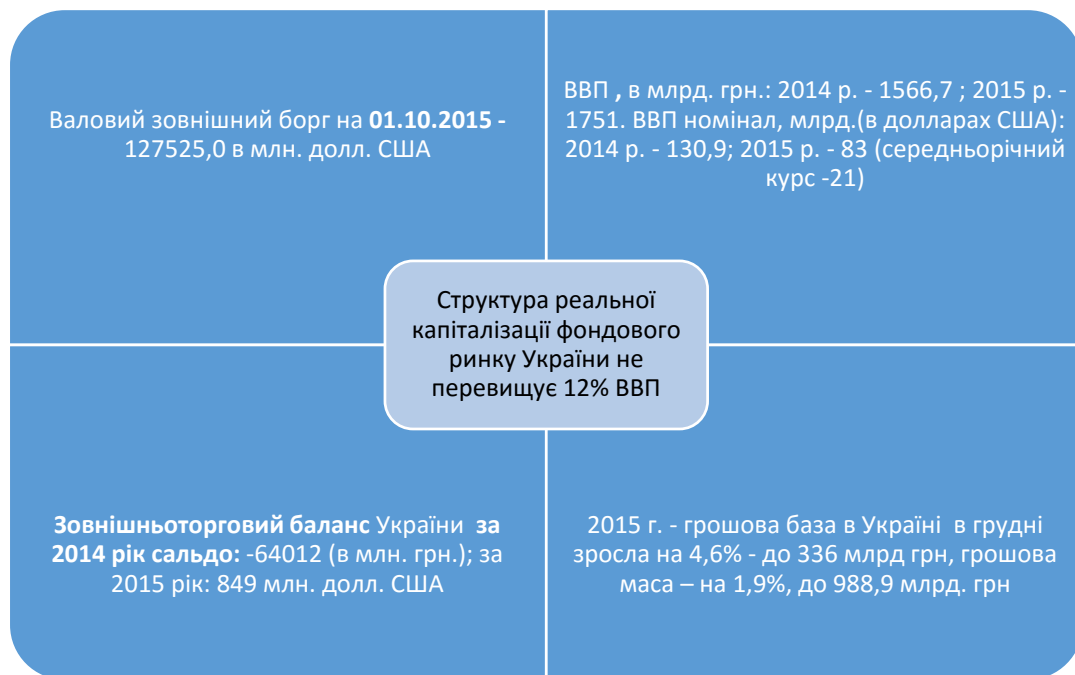 Валовий зовнішний борг на 01.10.2015 -
127525,0 в млн. долл. США
ВВП , в млрд. грн.: 2014 р. - 1566,7 ; 2015 р. -
1751. ВВП номінал, млрд.(в долларах США):
2014 р. - 130,9; 2015 р. - 83 (середньорічний
курс -21)
Структура реальної
капіталізації фондового
ринку України не
перевищує 12% ВВП
Зовнішньоторговий баланс України за
2014 рік сальдо: -64012 (в млн. грн.); за
2015 рік: 849 млн. долл. США
2015 г. - грошова база в Україні в грудні
зросла на 4,6% - до 336 млрд грн, грошова
маса – на 1,9%, до 988,9 млрд. грн